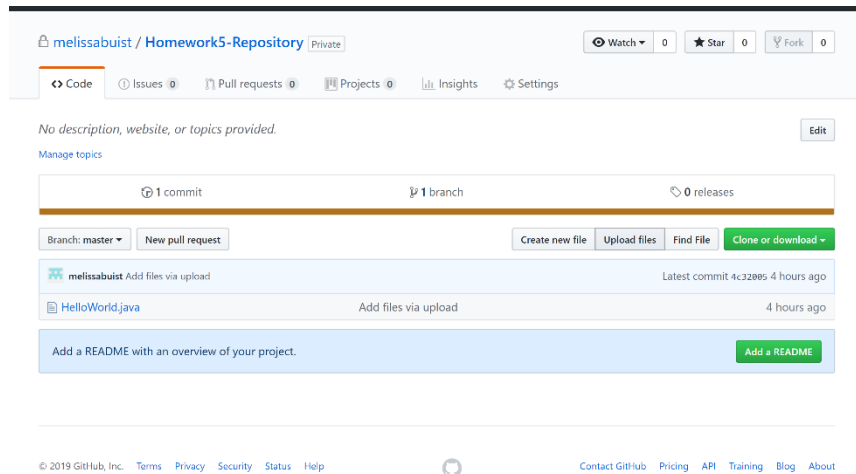 melissabuist / Homework5-Repository Private Watch 0 Star 0 Fork 0
Code Issues 0 Pull requests 0 Projects 0 Insights Settings
No description, website, or topics provided. Edit
Manage topics
1 commit 1 branch 0 releases
Branch: master New pull request Create new file Upload files Find File Clone or download
melissabuist Add files via upload Latest commit 4c32005 4 hours ago
HelloWorld.java Add files via upload 4 hours ago
Add a README with an overview of your project. Add a README
© 2019 GitHub, Inc. Terms Privacy Security Status Help Contact GitHub Pricing API Training Blog About